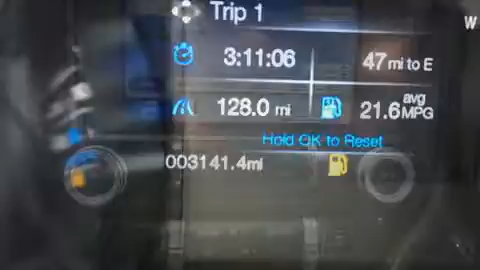 Trip 1
3:11:06 47 mi to E
128.0 mi 21.6 avg MPG
Hold OK to Reset
003141.4mi
W